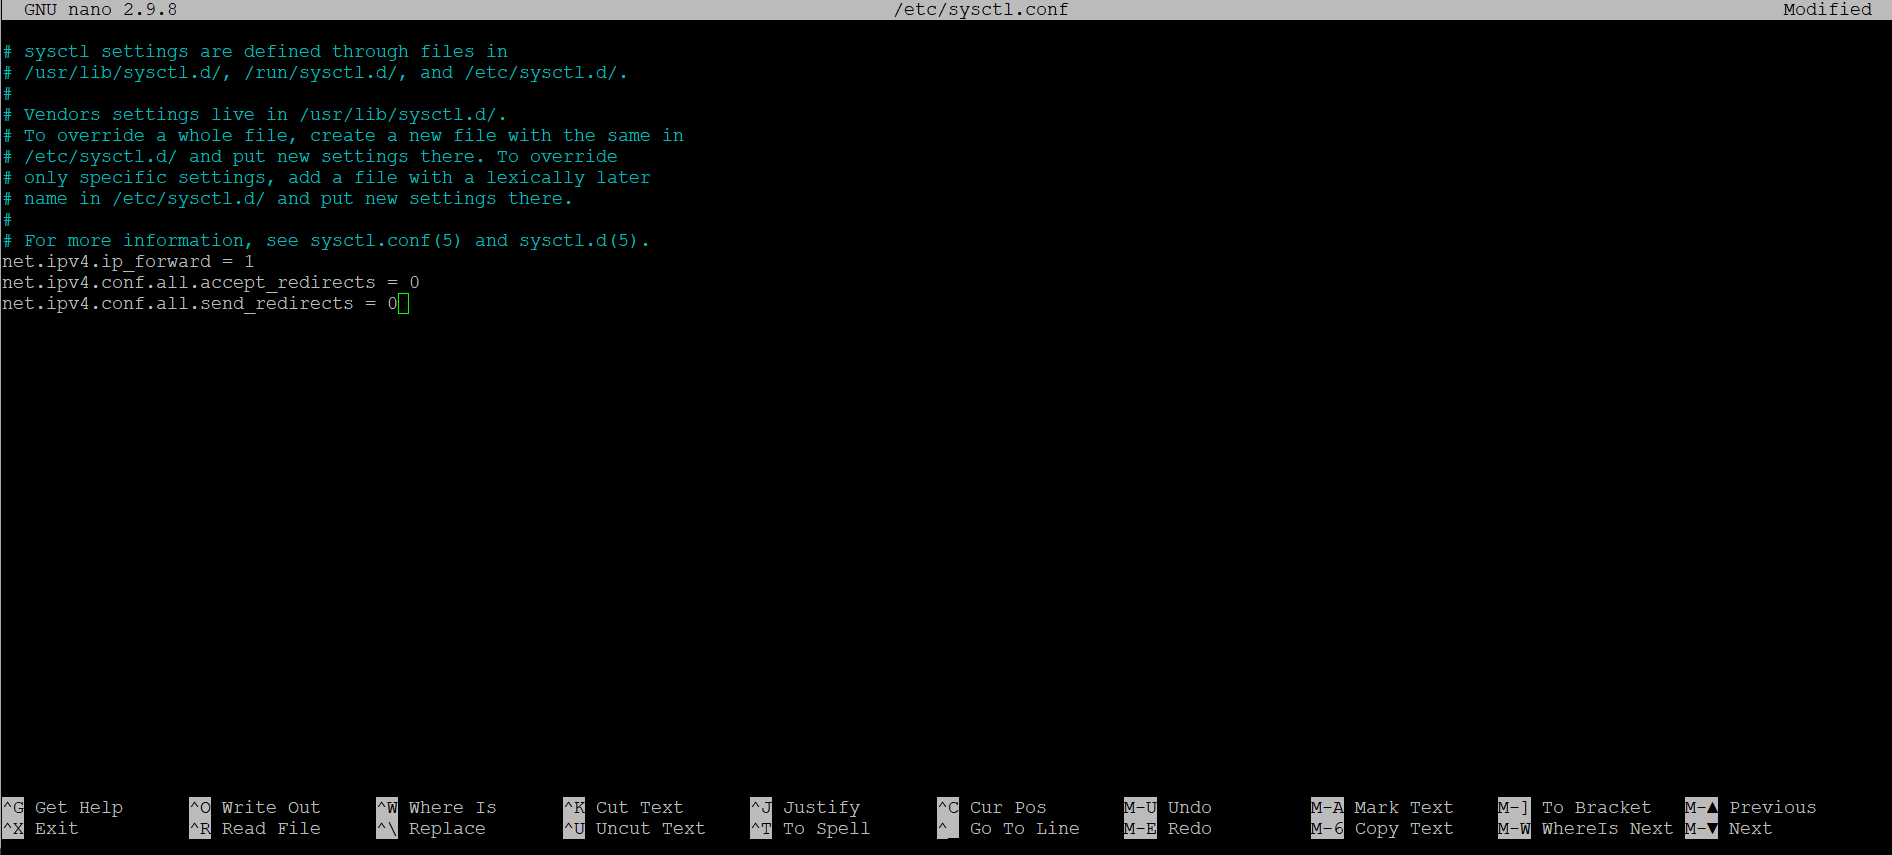 GNU nano 2.9.8 /etc/sysctl.conf Modified
# sysctl settings are defined through files in
# /usr/lib/sysctl.d/, /run/sysctl.d/, and /etc/sysctl.d/.
#
# Vendors settings live in /usr/lib/sysctl.d/.
# To override a whole file, create a new file with the same in
# /etc/sysctl.d/ and put new settings there. To override
# only specific settings, add a file with a lexically later
# name in /etc/sysctl.d/ and put new settings there.
#
# For more information, see sysctl.conf(5) and sysctl.d(5).
net.ipv4.ip_forward = 1
net.ipv4.conf.all.accept_redirects = 0
net.ipv4.conf.all.send_redirects = 0
^G Get Help ^O Write Out ^W Where Is ^K Cut Text ^J Justify ^C Cur Pos M-U Undo M-A Mark Text M-] To Bracket M-▲ Previous
^X Exit ^R Read File ^\ Replace ^U Uncut Text ^T To Spell ^_ Go To Line M-E Redo M-6 Copy Text M-W WhereIs Next M-▼ Next